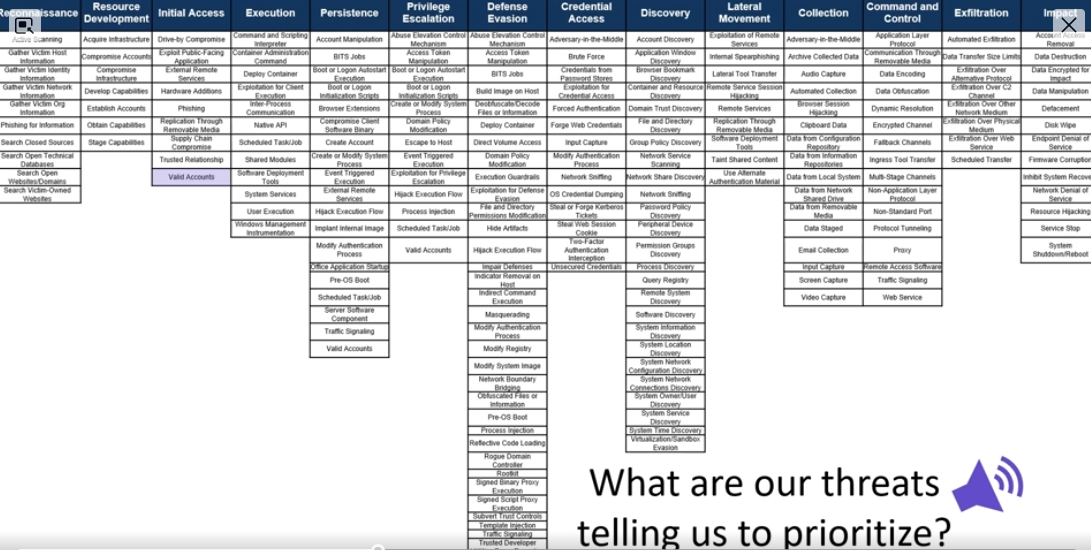 Reconnaissance
Active Scanning
Gather Victim Host
Information
Gather Victim Identity
Information
Gather Victim Network
Information
Gather Victim Org
Information
Phishing for Information
Search Closed Sources
Search Open Technical
Databases
Search Open
Websites/Domains
Search Victim-Owned
Websites
Resource
Development
Acquire Infrastructure
Compromise Accounts
Compromise
Infrastructure
Develop Capabilities
Establish Accounts
Obtain Capabilities
Stage Capabilities
Initial Access
Drive-by Compromise
Exploit Public-Facing
Application
External Remote
Services
Hardware Additions
Phishing
Replication Through
Removable Media
Supply Chain
Compromise
Trusted Relationship
Valid Accounts
Execution
Command and Scripting
Interpreter
Container Administration
Command
Deploy Container
Exploitation for Client
Execution
Inter-Process
Communication
Native API
Scheduled Task/Job
Shared Modules
Software Deployment
Tools
System Services
User Execution
Windows Management
Instrumentation
Persistence
Account Manipulation
BITS Jobs
Boot or Logon Autostart
Execution
Boot or Logon
Initialization Scripts
Browser Extensions
Compromise Client
Software Binary
Create Account
Create or Modify System
Process
Event Triggered
Execution
External Remote
Services
Hijack Execution Flow
Implant Internal Image
Modify Authentication
Process
Office Application Startup
Pre-OS Boot
Scheduled Task/Job
Server Software
Component
Traffic Signaling
Valid Accounts
Privilege
Escalation
Abuse Elevation Control
Mechanism
Access Token
Manipulation
Boot or Logon Autostart
Execution
Boot or Logon
Initialization Scripts
Create or Modify System
Process
Domain Policy
Modification
Escape to Host
Event Triggered
Execution
Exploitation for Privilege
Escalation
Hijack Execution Flow
Process Injection
Scheduled Task/Job
Valid Accounts
Defense
Evasion
Abuse Elevation Control
Mechanism
Access Token
Manipulation
BITS Jobs
Build Image on Host
Deobfuscate/Decode
Files or Information
Deploy Container
Direct Volume Access
Domain Policy
Modification
Execution Guardrails
Exploitation for Defense
Evasion
File and Directory
Permissions Modification
Hide Artifacts
Hijack Execution Flow
Impair Defenses
Indicator Removal on
Host
Indirect Command
Execution
Masquerading
Modify Authentication
Process
Modify Registry
Modify System Image
Network Boundary
Bridging
Obfuscated Files or
Information
Pre-OS Boot
Process Injection
Reflective Code Loading
Rogue Domain
Controller
Rootkit
Signed Binary Proxy
Execution
Signed Script Proxy
Execution
Subvert Trust Controls
Template Injection
Traffic Signaling
Trusted Developer
Credential
Access
Adversary-in-the-Middle
Brute Force
Credentials from
Password Stores
Exploitation for
Credential Access
Forced Authentication
Forge Web Credentials
Input Capture
Modify Authentication
Process
Network Sniffing
OS Credential Dumping
Steal or Forge Kerberos
Tickets
Steal Web Session
Cookie
Two-Factor
Authentication
Interception
Unsecured Credentials
Discovery
Account Discovery
Application Window
Discovery
Browser Bookmark
Discovery
Container and Resource
Discovery
Domain Trust Discovery
File and Directory
Discovery
Group Policy Discovery
Network Service
Scanning
Network Share Discovery
Network Sniffing
Password Policy
Discovery
Peripheral Device
Discovery
Permission Groups
Discovery
Process Discovery
Query Registry
Remote System
Discovery
Software Discovery
System Information
Discovery
System Location
Discovery
System Network
Configuration Discovery
System Network
Connections Discovery
System Owner/User
Discovery
System Service
Discovery
System Time Discovery
Virtualization/Sandbox
Evasion
Lateral
Movement
Exploitation of Remote
Services
Internal Spearphishing
Lateral Tool Transfer
Remote Service Session
Hijacking
Remote Services
Replication Through
Removable Media
Software Deployment
Tools
Taint Shared Content
Use Alternate
Authentication Material
Collection
Adversary-in-the-Middle
Archive Collected Data
Audio Capture
Automated Collection
Browser Session
Hijacking
Clipboard Data
Data from Configuration
Repository
Data from Information
Repositories
Data from Local System
Data from Network
Shared Drive
Data from Removable
Media
Data Staged
Email Collection
Input Capture
Screen Capture
Video Capture
Command and
Control
Application Layer
Protocol
Communication Through
Removable Media
Data Encoding
Data Obfuscation
Dynamic Resolution
Encrypted Channel
Fallback Channels
Ingress Tool Transfer
Multi-Stage Channels
Non-Application Layer
Protocol
Non-Standard Port
Protocol Tunneling
Proxy
Remote Access Software
Traffic Signaling
Web Service
Exfiltration
Automated Exfiltration
Data Transfer Size Limits
Exfiltration Over
Alternative Protocol
Exfiltration Over C2
Channel
Exfiltration Over Other
Network Medium
Exfiltration Over Physical
Medium
Exfiltration Over Web
Service
Scheduled Transfer
Impact
Account Access
Removal
Data Destruction
Data Encrypted for
Impact
Data Manipulation
Defacement
Disk Wipe
Endpoint Denial of
Service
Firmware Corruption
Inhibit System Recove
Network Denial of
Service
Resource Hijacking
Service Stop
System
Shutdown/Reboot
What are our threats
telling us to prioritize?